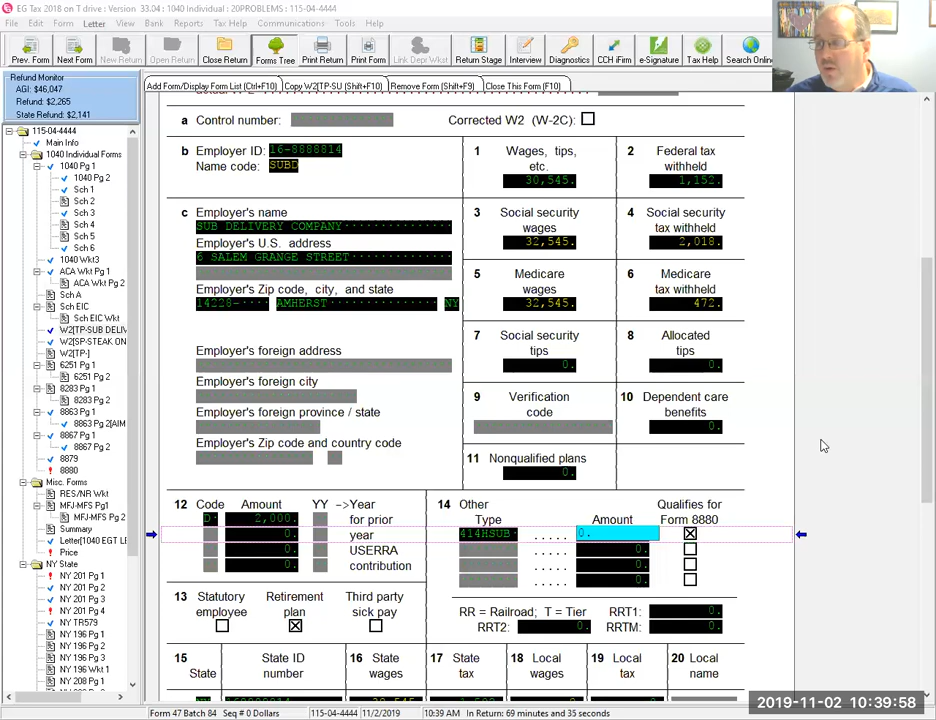 EG Tax 2018 on T drive : Version : 33.04 : 1040 Individual : 20PROBLEMS : 115-04-4444
File Edit Form Letter View Bank Reports Tax Help Communications Tools Help
Prev. Form Next Form New Return Open Return Close Return Forms Tree Print Return Print Form Link Dept Wkst Return Stage Interview Diagnostics CCH iFirm e-Signature Tax Help Search Online
Refund Monitor
AGI: $46,047
Refund: $2,265
State Refund: $2,141
Add Form/Display Form List (Ctrl+F10) Copy W2[TP-SU (Shift+F10) Remove Form (Shift+F9) Close This Form (F10)
115-04-4444
Main Info
1040 Individual Forms
1040 Pg 1
1040 Pg 2
Sch 1
Sch 2
Sch 3
Sch 4
Sch 5
Sch 6
1040 Wkt3
ACA Wkt Pg 1
ACA Wkt Pg 2
Sch A
Sch EIC
Sch EIC Wkt
W2[TP-SUB DELIV
W2[SP-STEAK ON
W2[TP-]
6251 Pg 1
6251 Pg 2
8283 Pg 1
8283 Pg 2
8863 Pg 1
8863 Pg 2[AIM
8867 Pg 1
8867 Pg 2
8879
8880
Misc. Forms
RES/NR Wkt
MFJ-MFS Pg1
MFJ-MFS Pg 2
Summary
Letter[1040 EGT LE
Price
NY State
NY 201 Pg 1
NY 201 Pg 2
NY 201 Pg 3
NY 201 Pg 4
NY TR579
NY 196 Pg 1
NY 196 Pg 2
NY 196 Pg 3
NY 196 Wkt 1
NY 208 Pg 1
a Control number: Corrected W2 (W-2C):
b Employer ID: 16-8888814
Name code: SUBD
1 Wages, tips, etc. 30,545.
2 Federal tax withheld 1,152.
c Employer's name
SUB DELIVERY COMPANY
Employer's U.S. address
6 SALEM GRANGE STREET
Employer's Zip code, city, and state
14228- AMHERST NY
3 Social security wages 32,545.
4 Social security tax withheld 2,018.
5 Medicare wages 32,545.
6 Medicare tax withheld 472.
Employer's foreign address
Employer's foreign city
Employer's foreign province / state
Employer's Zip code and country code
7 Social security tips 0.
8 Allocated tips 0.
9 Verification code
10 Dependent care benefits 0.
11 Nonqualified plans 0.
12 Code Amount YY ->Year for prior year USERRA contribution
D 2,000.
0.
0.
0.
14 Other Type Amount Qualifies for Form 8880
414HSUB ..... 0.
..... 0.
..... 0.
..... 0.
13 Statutory employee Retirement plan Third party sick pay
RR = Railroad; T = Tier RRT1: 0.
RRT2: 0. RRTM: 0.
15 State State ID number 16 State wages 17 State tax 18 Local wages 19 Local tax 20 Local name
Form 47 Batch 84 Seq # 0 Dollars 115-04-4444 11/2/2019 10:39 AM In Return: 69 minutes and 35 seconds
2019-11-02 10:39:58